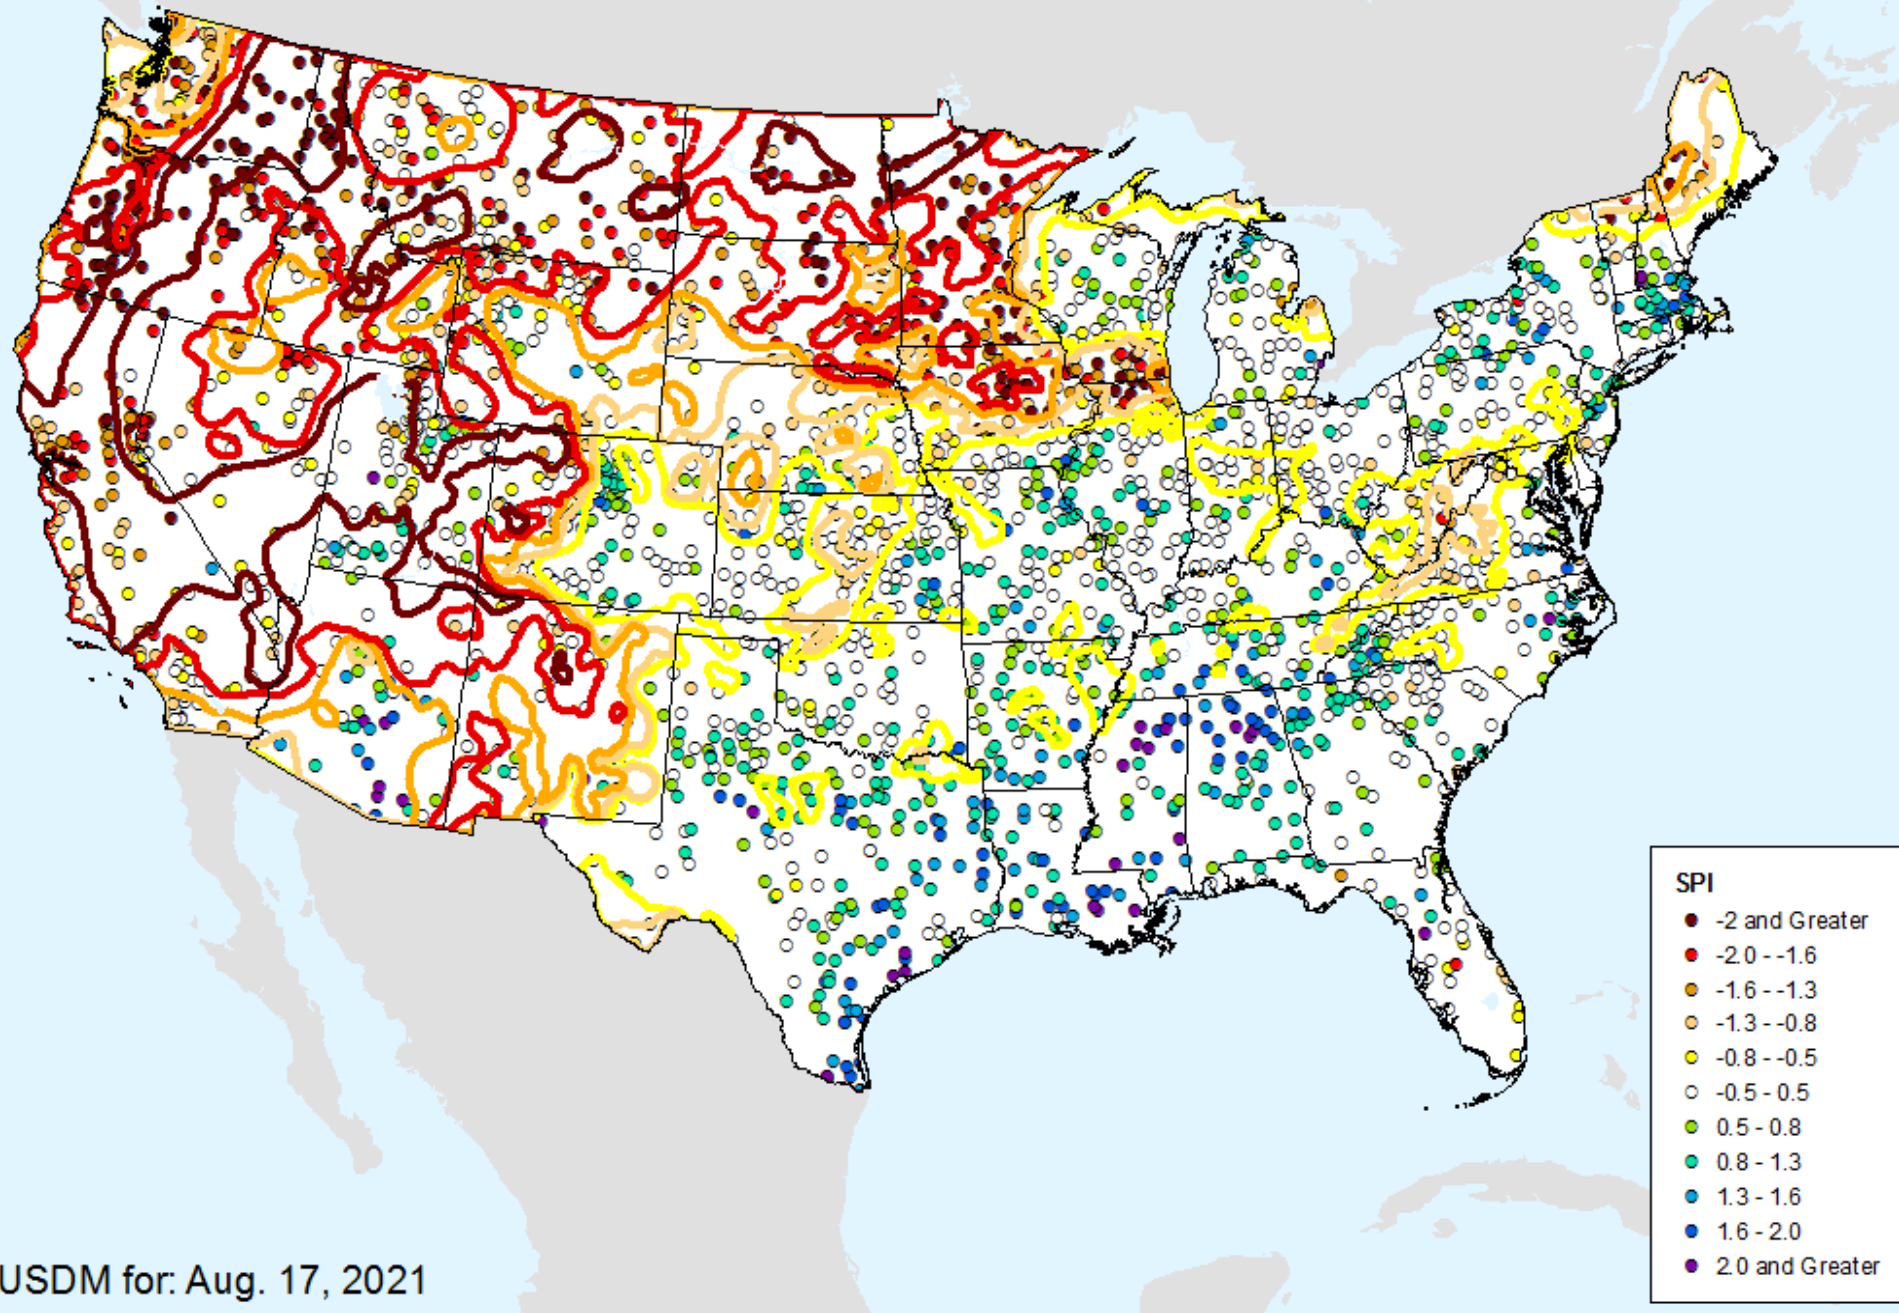 SPI
-2 and Greater
-2.0 - -1.6
-1.6 - -1.3
-1.3 - -0.8
-0.8 - -0.5
-0.5 - 0.5
0.5 - 0.8
0.8 - 1.3
1.3 - 1.6
1.6 - 2.0
2.0 and Greater
USDM for: Aug. 17, 2021